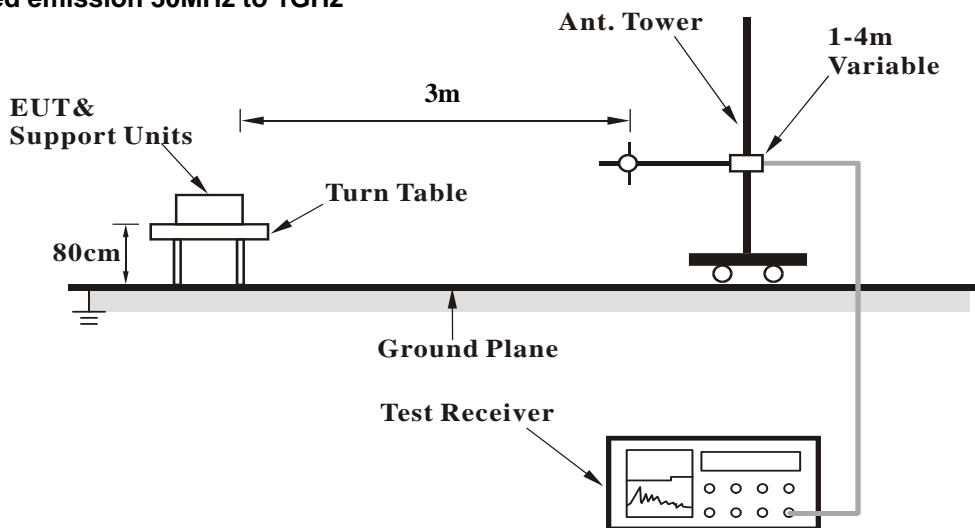 emission 30MHz to 1GHz
Ant. Tower
1-4m
Variable
3m
EUT&
Support Units
Turn Table
80cm
Ground Plane
Test Receiver